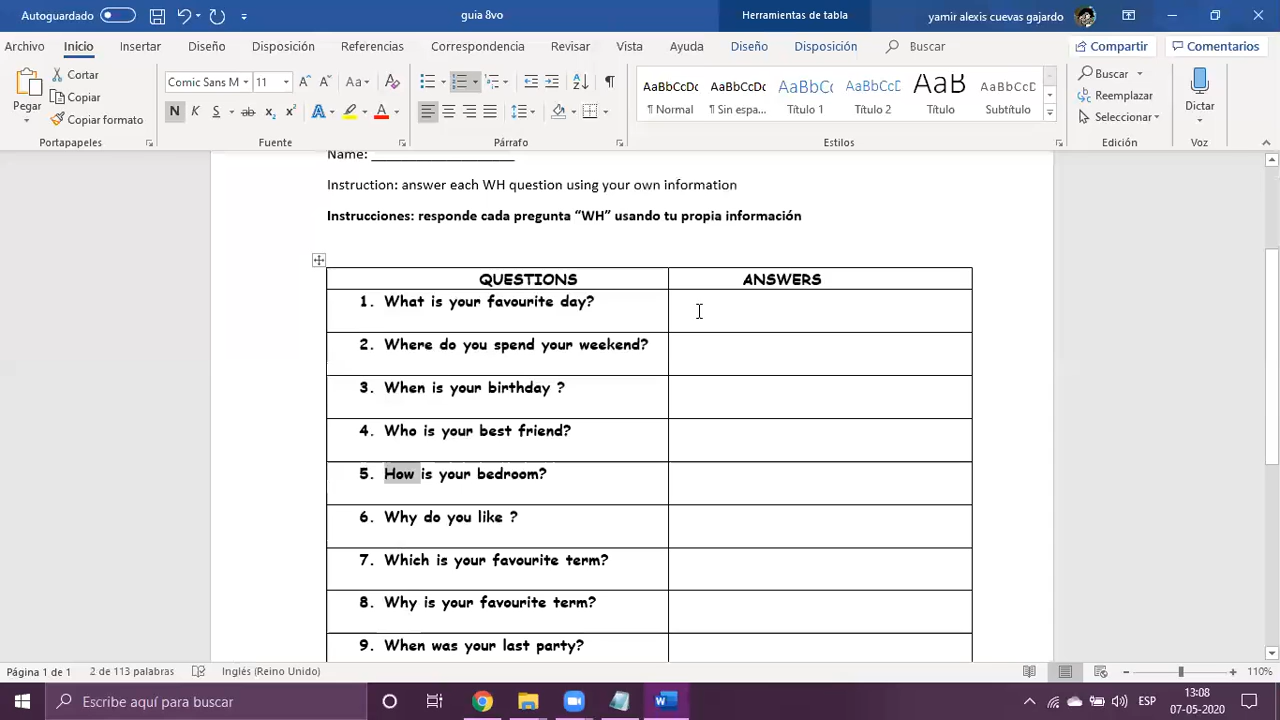 Autoguardado
guia 8vo
Herramientas de tabla
yamir alexis cuevas gajardo
Archivo Inicio Insertar Diseño Disposición Referencias Correspondencia Revisar Vista Ayuda Diseño Disposición Buscar Compartir Comentarios
Pegar
Cortar
Copiar
Copiar formato
Portapapeles
Comic Sans M 11
N K S ab x₂ x²
Fuente
Párrafo
AaBbCcDc AaBbCcDc AaBbCc AaBbCcD AaB AaBbCcD
¶ Normal ¶ Sin espa... Título 1 Título 2 Título Subtítulo
Estilos
Buscar
Reemplazar
Seleccionar
Edición
Dictar
Voz
Name: ____________________
Instruction: answer each WH question using your own information
Instrucciones: responde cada pregunta “WH” usando tu propia información
QUESTIONS ANSWERS
1. What is your favourite day?
2. Where do you spend your weekend?
3. When is your birthday ?
4. Who is your best friend?
5. How is your bedroom?
6. Why do you like ?
7. Which is your favourite term?
8. Why is your favourite term?
9. When was your last party?
Página 1 de 1 2 de 113 palabras Inglés (Reino Unido) 110%
Escribe aquí para buscar
ESP
13:08
07-05-2020